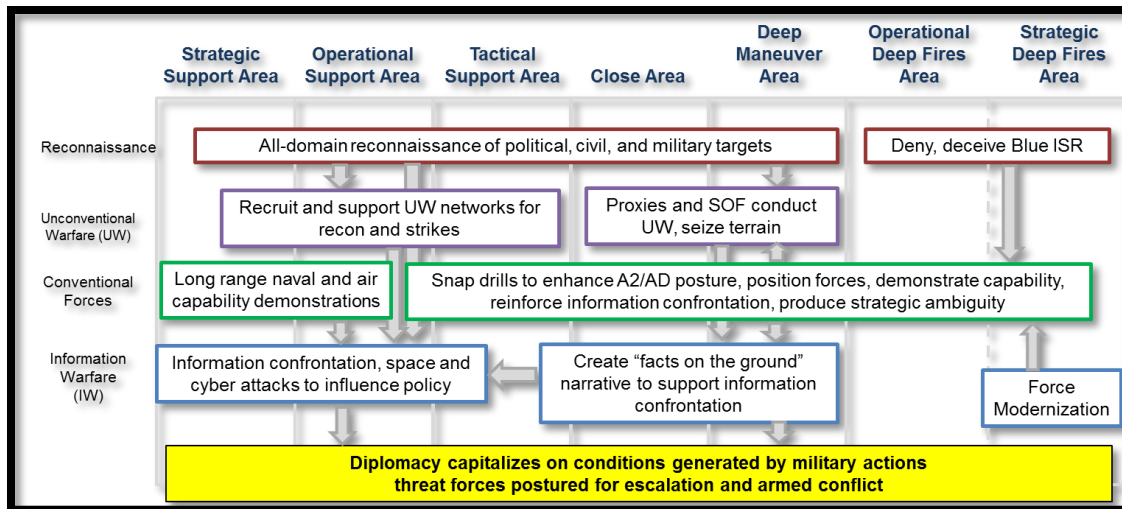 Strategic
Support Area
Operational
Support Area
Tactical
Support Area
Close Area
Deep
Maneuver
Area
Operational
Deep Fires
Area
Strategic
Deep Fires
Area
Reconnaissance
All-domain reconnaissance of political, civil, and military targets
Deny, deceive Blue ISR
Unconventional
Warfare (UW)
Recruit and support UW networks for
recon and strikes
Proxies and SOF conduct
UW, seize terrain
Conventional
Forces
Long range naval and air
capability demonstrations
Snap drills to enhance A2/AD posture, position forces, demonstrate capability,
reinforce information confrontation, produce strategic ambiguity
Information
Warfare
(IW)
Information confrontation, space and
cyber attacks to influence policy
Create “facts on the ground”
narrative to support information
confrontation
Force
Modernization
Diplomacy capitalizes on conditions generated by military actions
threat forces postured for escalation and armed conflict